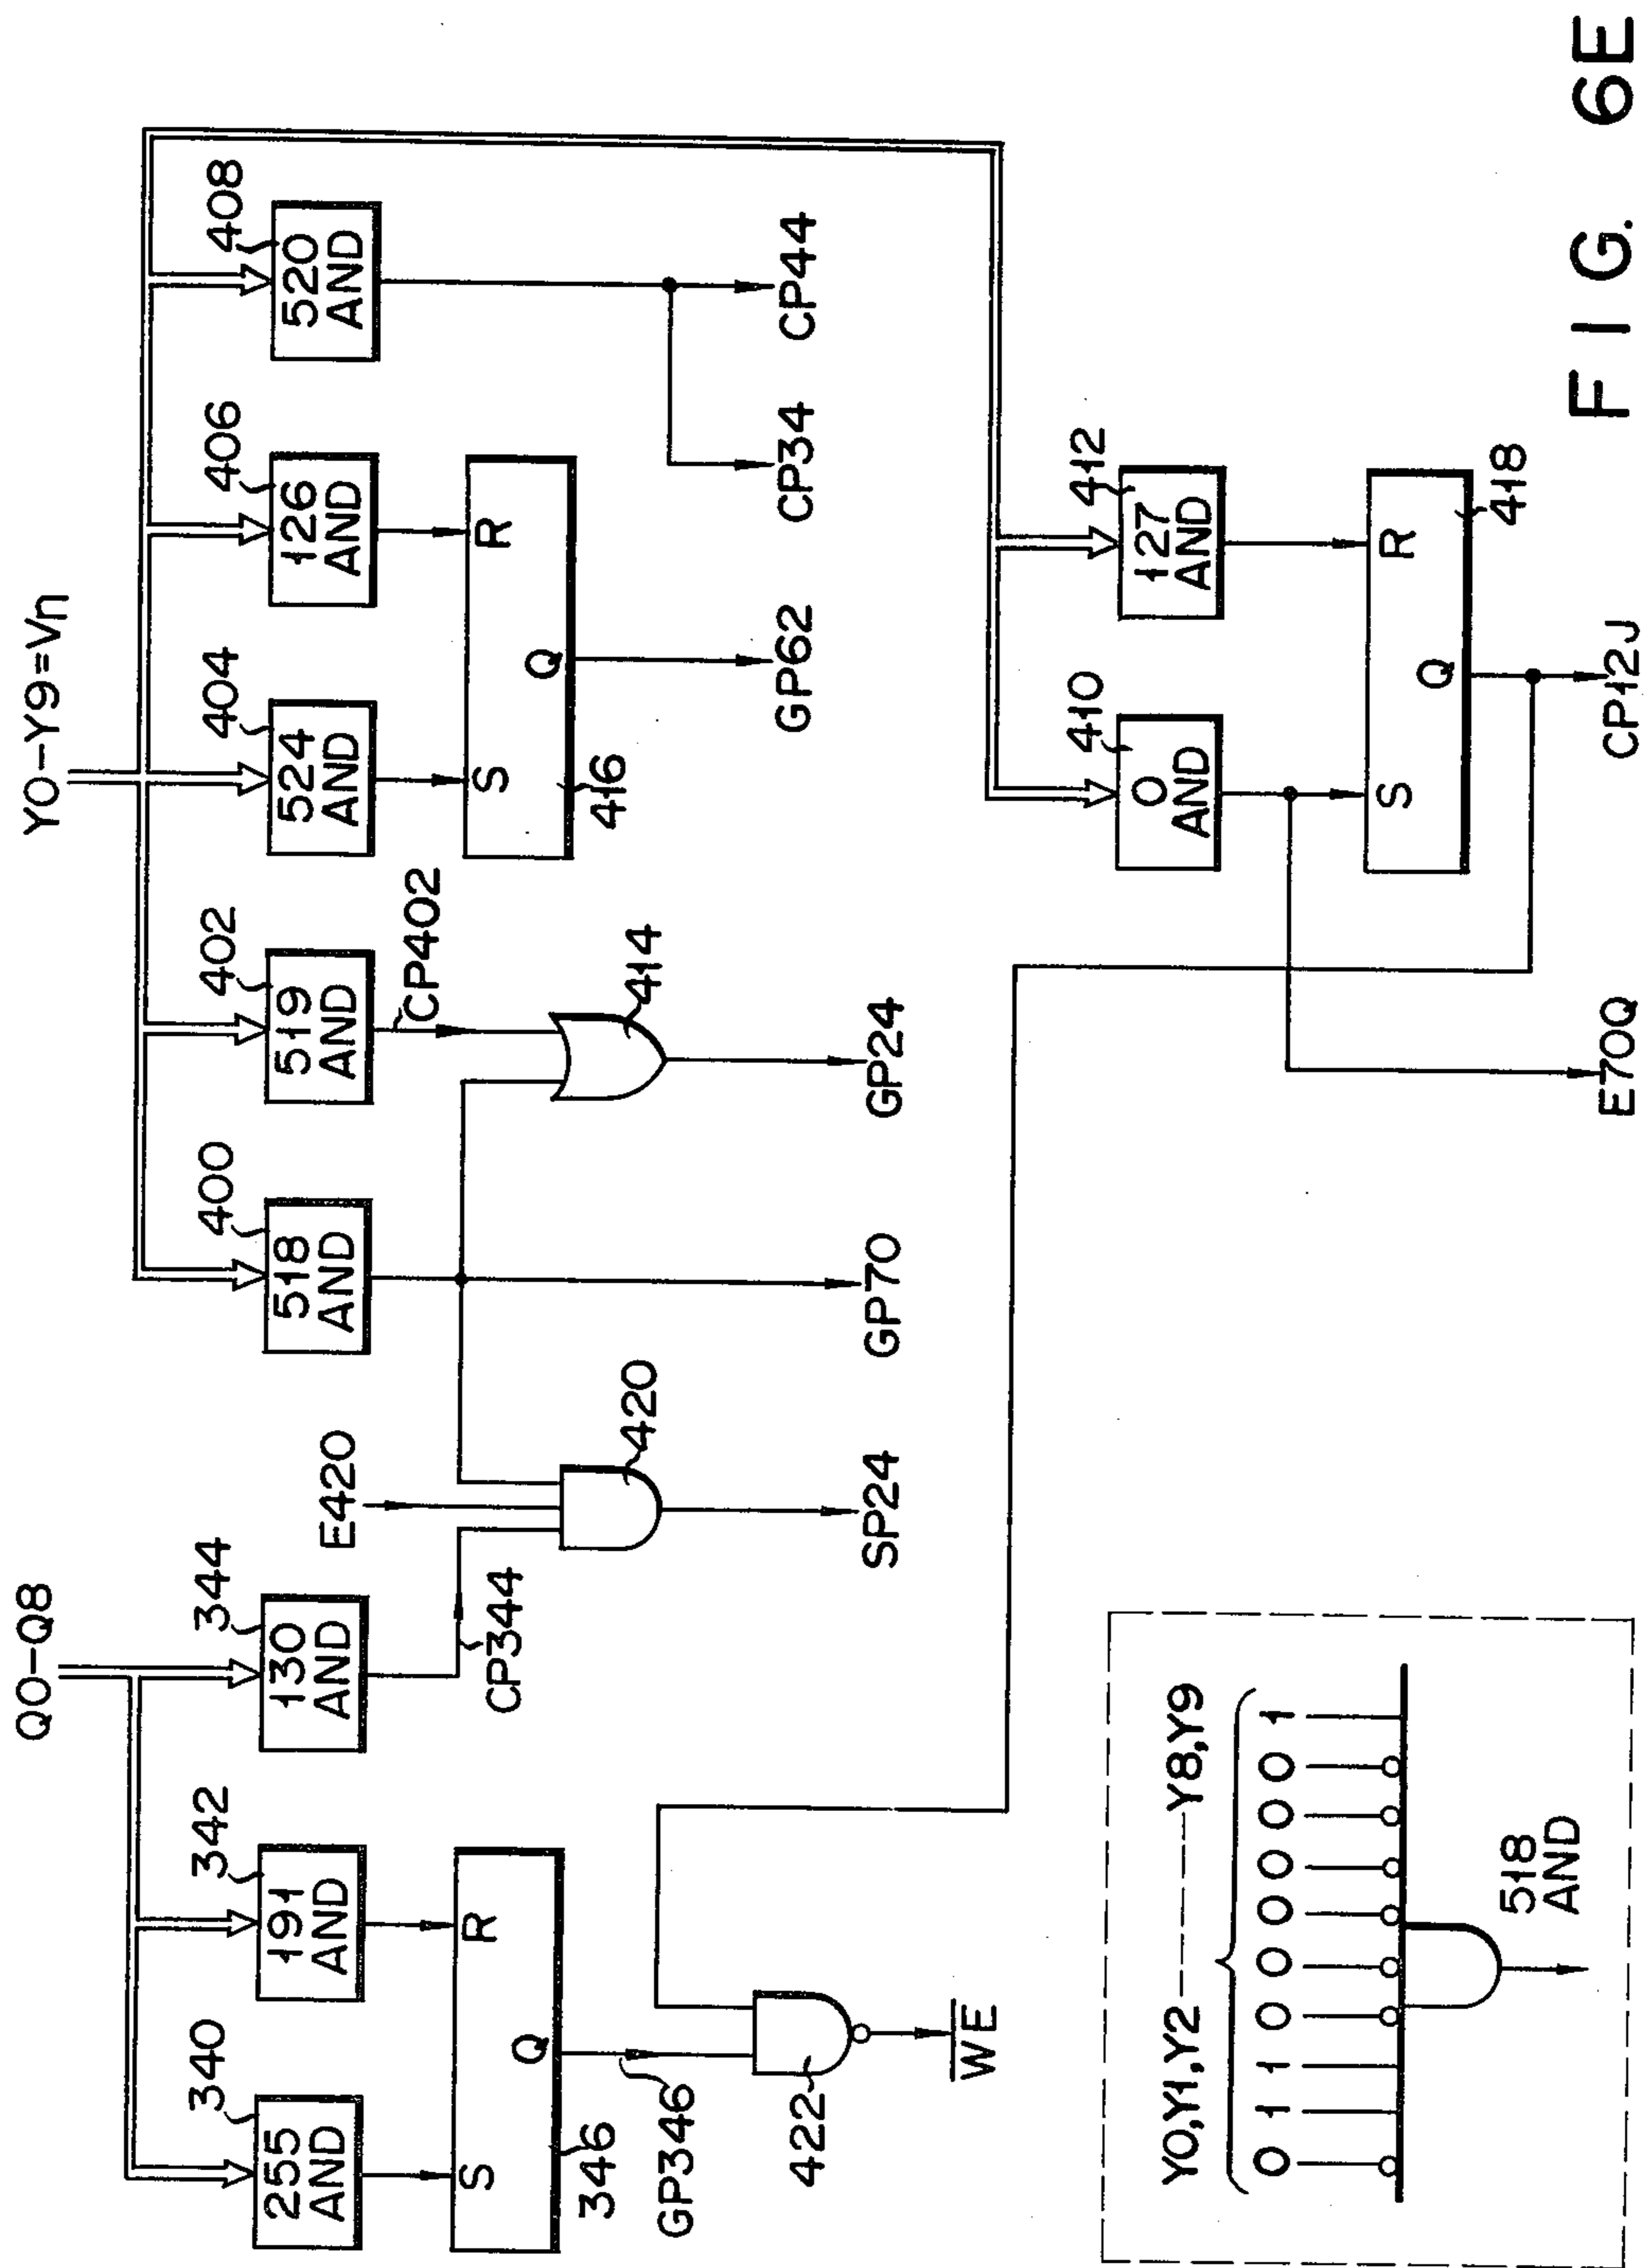 Q0-Q8
Y0-Y9=Vn
340
342
344
E420
400
402
404
406
408
255
AND
191
AND
130
AND
518
AND
519
AND
524
AND
126
AND
520
AND
CP344
CP402
S
R
Q
346
GP346
420
414
S
R
Q
416
422
WE
SP24
GP70
GP24
GP62
CP34
CP44
410
412
0
AND
127
AND
S
R
Q
418
E70Q
CP12J
Y0,Y1,Y2-----Y8,Y9
0 1 1 0 0 0 0 0 0 1
518
AND
FIG. 6E